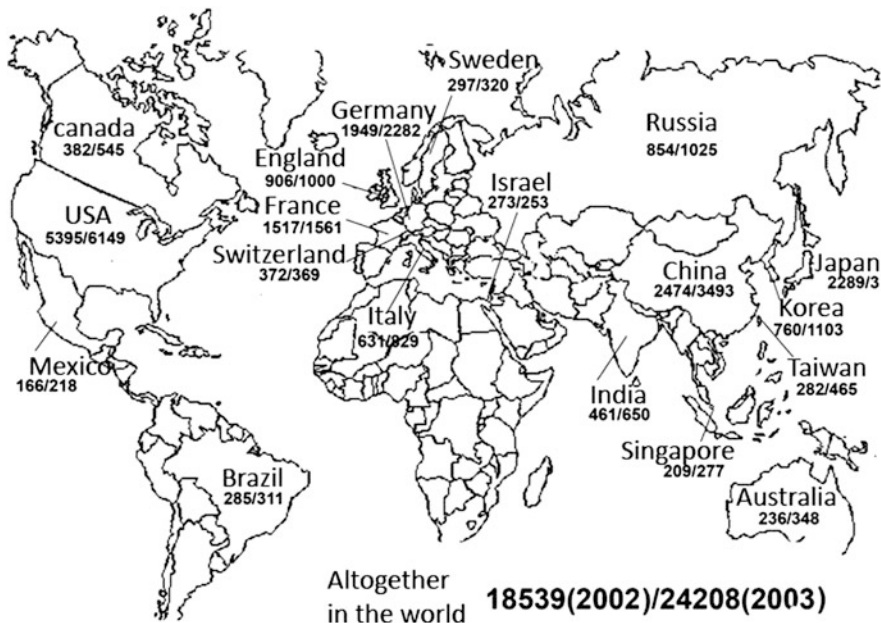 Sweden
297/320
Germany
1949/2282
canada
382/545
Russia
854/1025
England
906/1000
Israel
273/253
USA
5395/6149
France
1517/1561
Switzerland
372/369
China
2474/3493
Japan
2289/3
Korea
760/1103
Italy
631/829
Mexico
166/218
India
461/650
Taiwan
282/465
Singapore
209/277
Brazil
285/311
Australia
236/348
Altogether
in the world 18539(2002)/24208(2003)